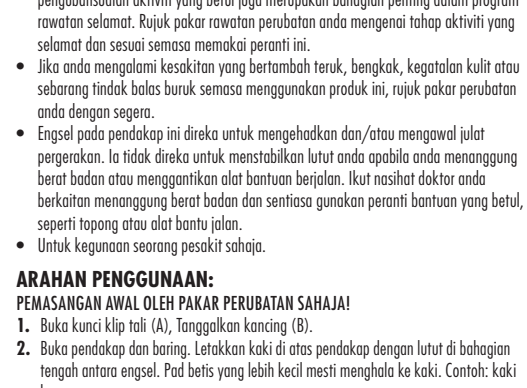 pengubahsuaian aktiviti yang betul juga merupakan bahagian penting dalam program
rawatan selamat. Rujuk pakar rawatan perubatan anda mengenai tahap aktiviti yang
selamat dan sesuai semasa memakai peranti ini.
• Jika anda mengalami kesakitan yang bertambah teruk, bengkak, kegatalan kulit atau
sebarang tindak balas buruk semasa menggunakan produk ini, rujuk pakar perubatan
anda dengan segera.
• Engsel pada pendakap ini direka untuk mengehadkan dan/atau mengawal julat
pergerakan. Ia tidak direka untuk menstabilkan lutut anda apabila anda menanggung
berat badan atau menggantikan alat bantuan berjalan. Ikut nasihat doktor anda
berkaitan menanggung berat badan dan sentiasa gunakan peranti bantuan yang betul,
seperti topong atau alat bantu jalan.
• Untuk kegunaan seorang pesakit sahaja.
ARAHAN PENGGUNAAN:
PEMASANGAN AWAL OLEH PAKAR PERUBATAN SAHAJA!
1. Buka kunci klip tali (A), Tanggalkan kancing (B).
2. Buka pendakap dan baring. Letakkan kaki di atas pendakap dengan lutut di bahagian
tengah antara engsel. Pad betis yang lebih kecil mesti menghala ke kaki. Contoh: kaki